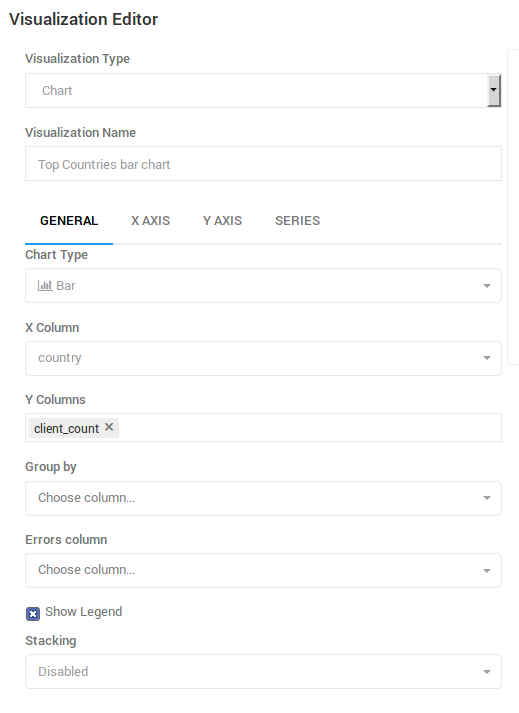 Visualization Editor
Visualization Type
Chart
Visualization Name
Top Countries bar chart
GENERAL X AXIS Y AXIS SERIES
Chart Type
Bar
X Column
country
Y Columns
client_count ×
Group by
Choose column...
Errors column
Choose column...
Show Legend
Stacking
Disabled